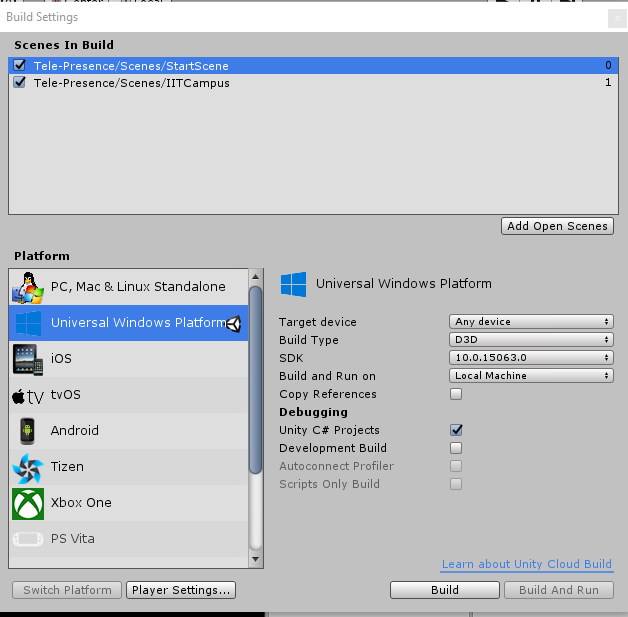 Build Settings
Scenes In Build
Tele-Presence/Scenes/StartScene 0
Tele-Presence/Scenes/IITCampus 1
Add Open Scenes
Platform
PC, Mac & Linux Standalone
Universal Windows Platform
iOS
tv tvOS
Android
Tizen
Xbox One
PS Vita
Universal Windows Platform
Target device Any device
Build Type D3D
SDK 10.0.15063.0
Build and Run on Local Machine
Copy References
Debugging
Unity C# Projects
Development Build
Autoconnect Profiler
Scripts Only Build
Learn about Unity Cloud Build
Switch Platform Player Settings... Build Build And Run